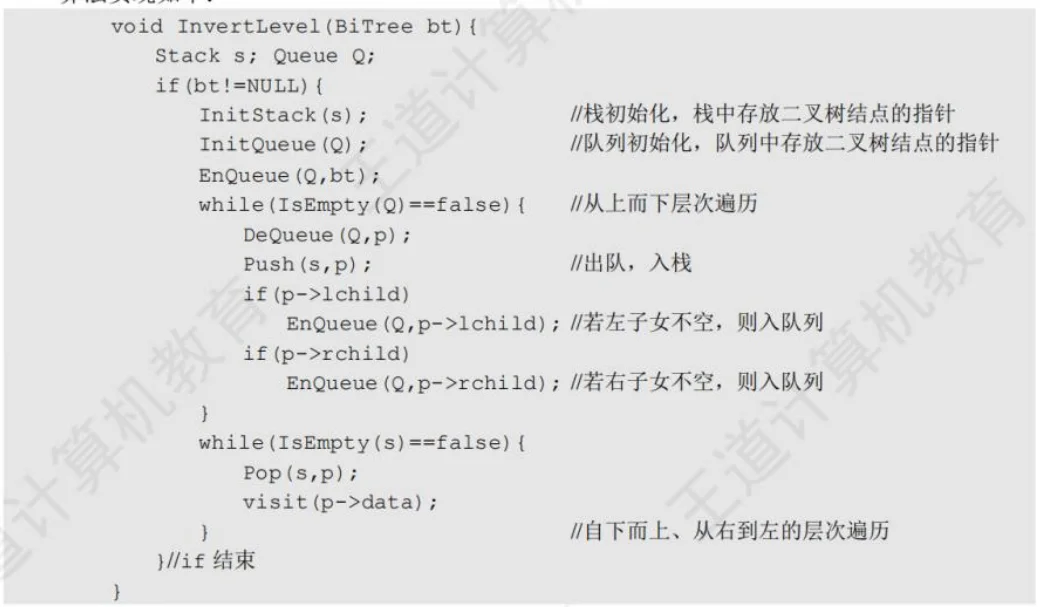 void InvertLevel(BiTree bt){
Stack s; Queue Q;
if(bt!=NULL){
InitStack(s); //栈初始化，栈中存放二叉树结点的指针
InitQueue(Q); //队列初始化，队列中存放二叉树结点的指针
EnQueue(Q,bt);
while(IsEmpty(Q)==false){ //从上而下层次遍历
DeQueue(Q,p);
Push(s,p); //出队，入栈
if(p->lchild)
EnQueue(Q,p->lchild); //若左子女不空，则入队列
if(p->rchild)
EnQueue(Q,p->rchild); //若右子女不空，则入队列
}
while(IsEmpty(s)==false){
Pop(s,p);
visit(p->data);
} //自下而上、从右到左的层次遍历
}//if 结束
}
王道计算机教育